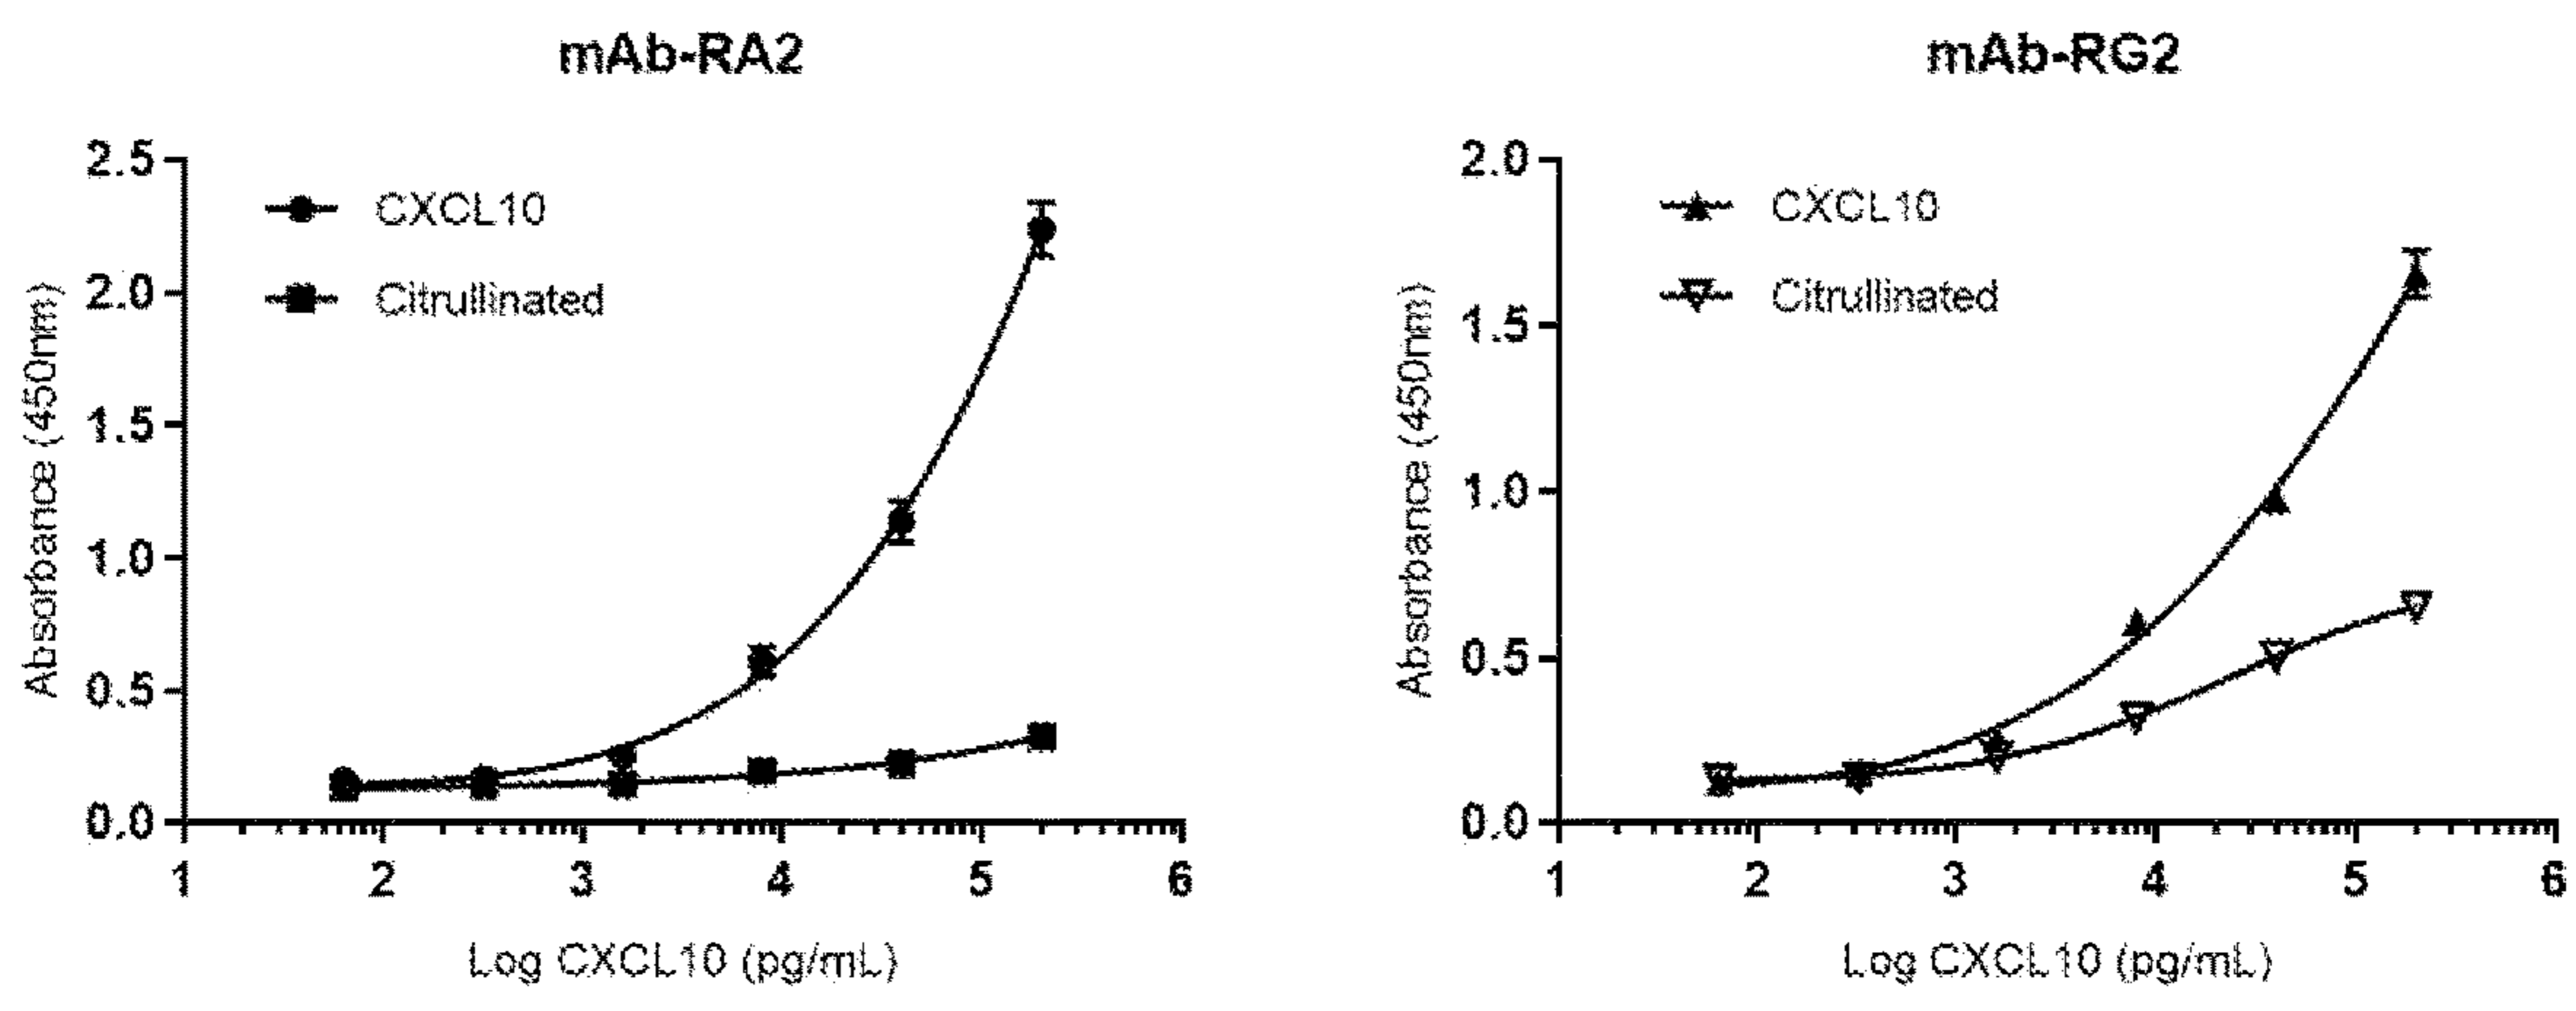 mAb-RA2
2.5
2.0
1.5
1.0
0.5
0.0
Absorbance (450nm)
CXCL10
Citrullinated
1 2 3 4 5 6
Log CXCL10 (pg/mL)
mAb-RG2
2.0
1.5
1.0
0.5
0.0
Absorbance (450nm)
CXCL10
Citrullinated
1 2 3 4 5 6
Log CXCL10 (pg/mL)